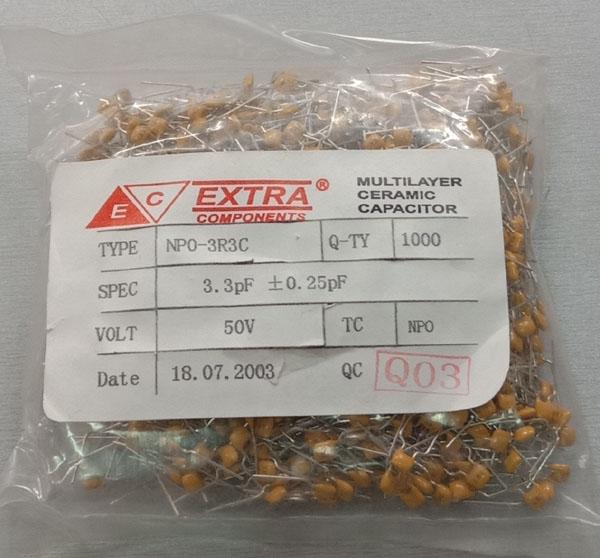 E C EXTRA® COMPONENTS
MULTILAYER
CERAMIC
CAPACITOR
TYPE NPO-3R3C Q-TY 1000
SPEC 3.3pF ±0.25pF
VOLT 50V TC NPO
Date 18.07.2003 QC Q03